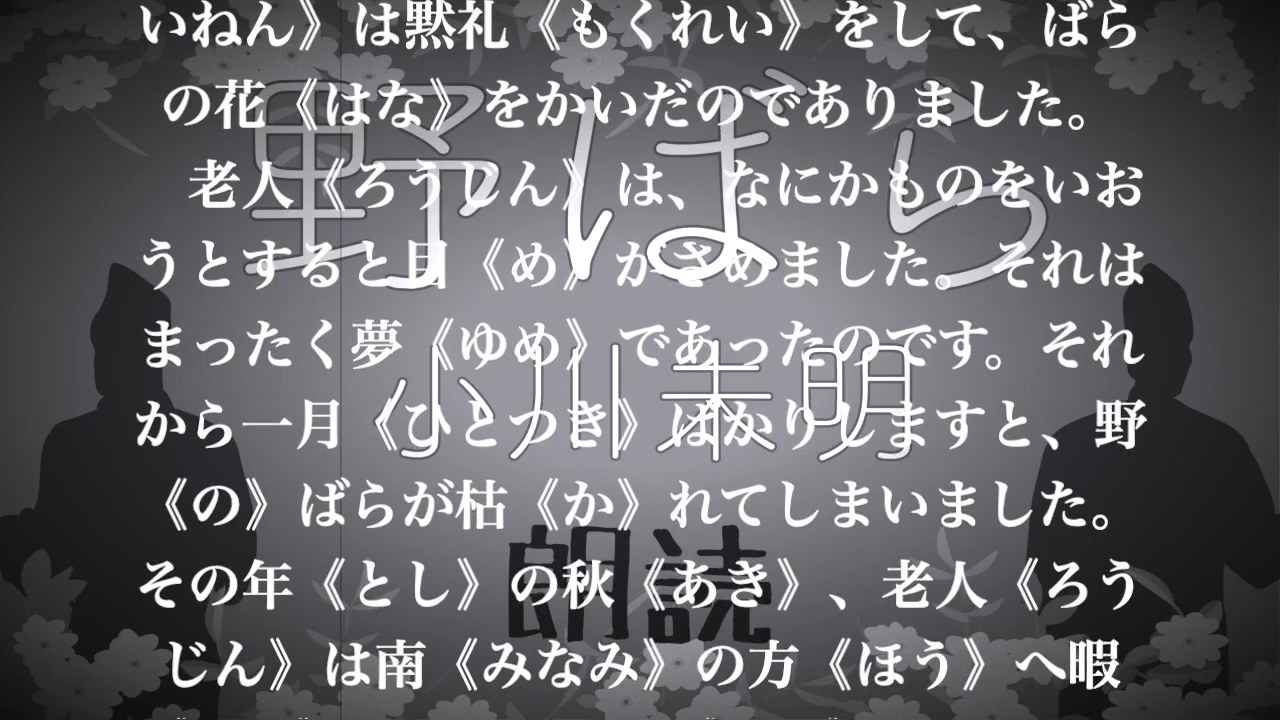 いねん》は黙礼《もくれい》をして、ばら
の花《はな》をかいだのでありました。
老人《ろうじん》は、なにかものをいお
うとすると目《め》がさめました。それは
まったく夢《ゆめ》であったのです。それ
から一月《ひとつき》ばかりしますと、野
《の》ばらが枯《か》れてしまいました。
その年《とし》の秋《あき》、老人《ろう
じん》は南《みなみ》の方《ほう》へ暇
野ばら
小川未明
朗読